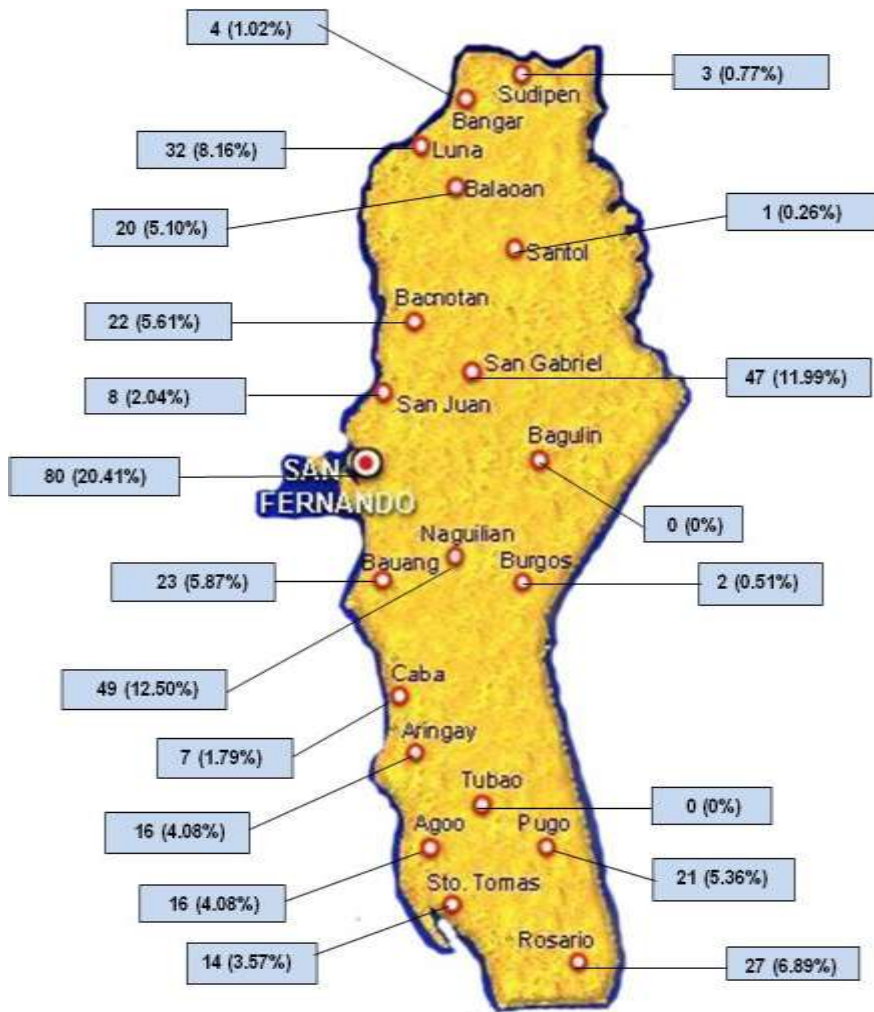 4 (1.02%)
3 (0.77%)
Sudipen
Bangar
32 (8.16%)
Luna
Balaoan
20 (5.10%)
1 (0.26%)
Santol
Bacnotan
22 (5.61%)
San Gabriel
47 (11.99%)
8 (2.04%)
San Juan
Bagulin
SAN
FERNANDO
80 (20.41%)
0 (0%)
Naguilian
Bauang
Burgos
23 (5.87%)
2 (0.51%)
49 (12.50%)
Caba
7 (1.79%)
Aringay
Tubao
0 (0%)
16 (4.08%)
Agoo
Pugo
21 (5.36%)
16 (4.08%)
Sto. Tomas
14 (3.57%)
Rosario
27 (6.89%)